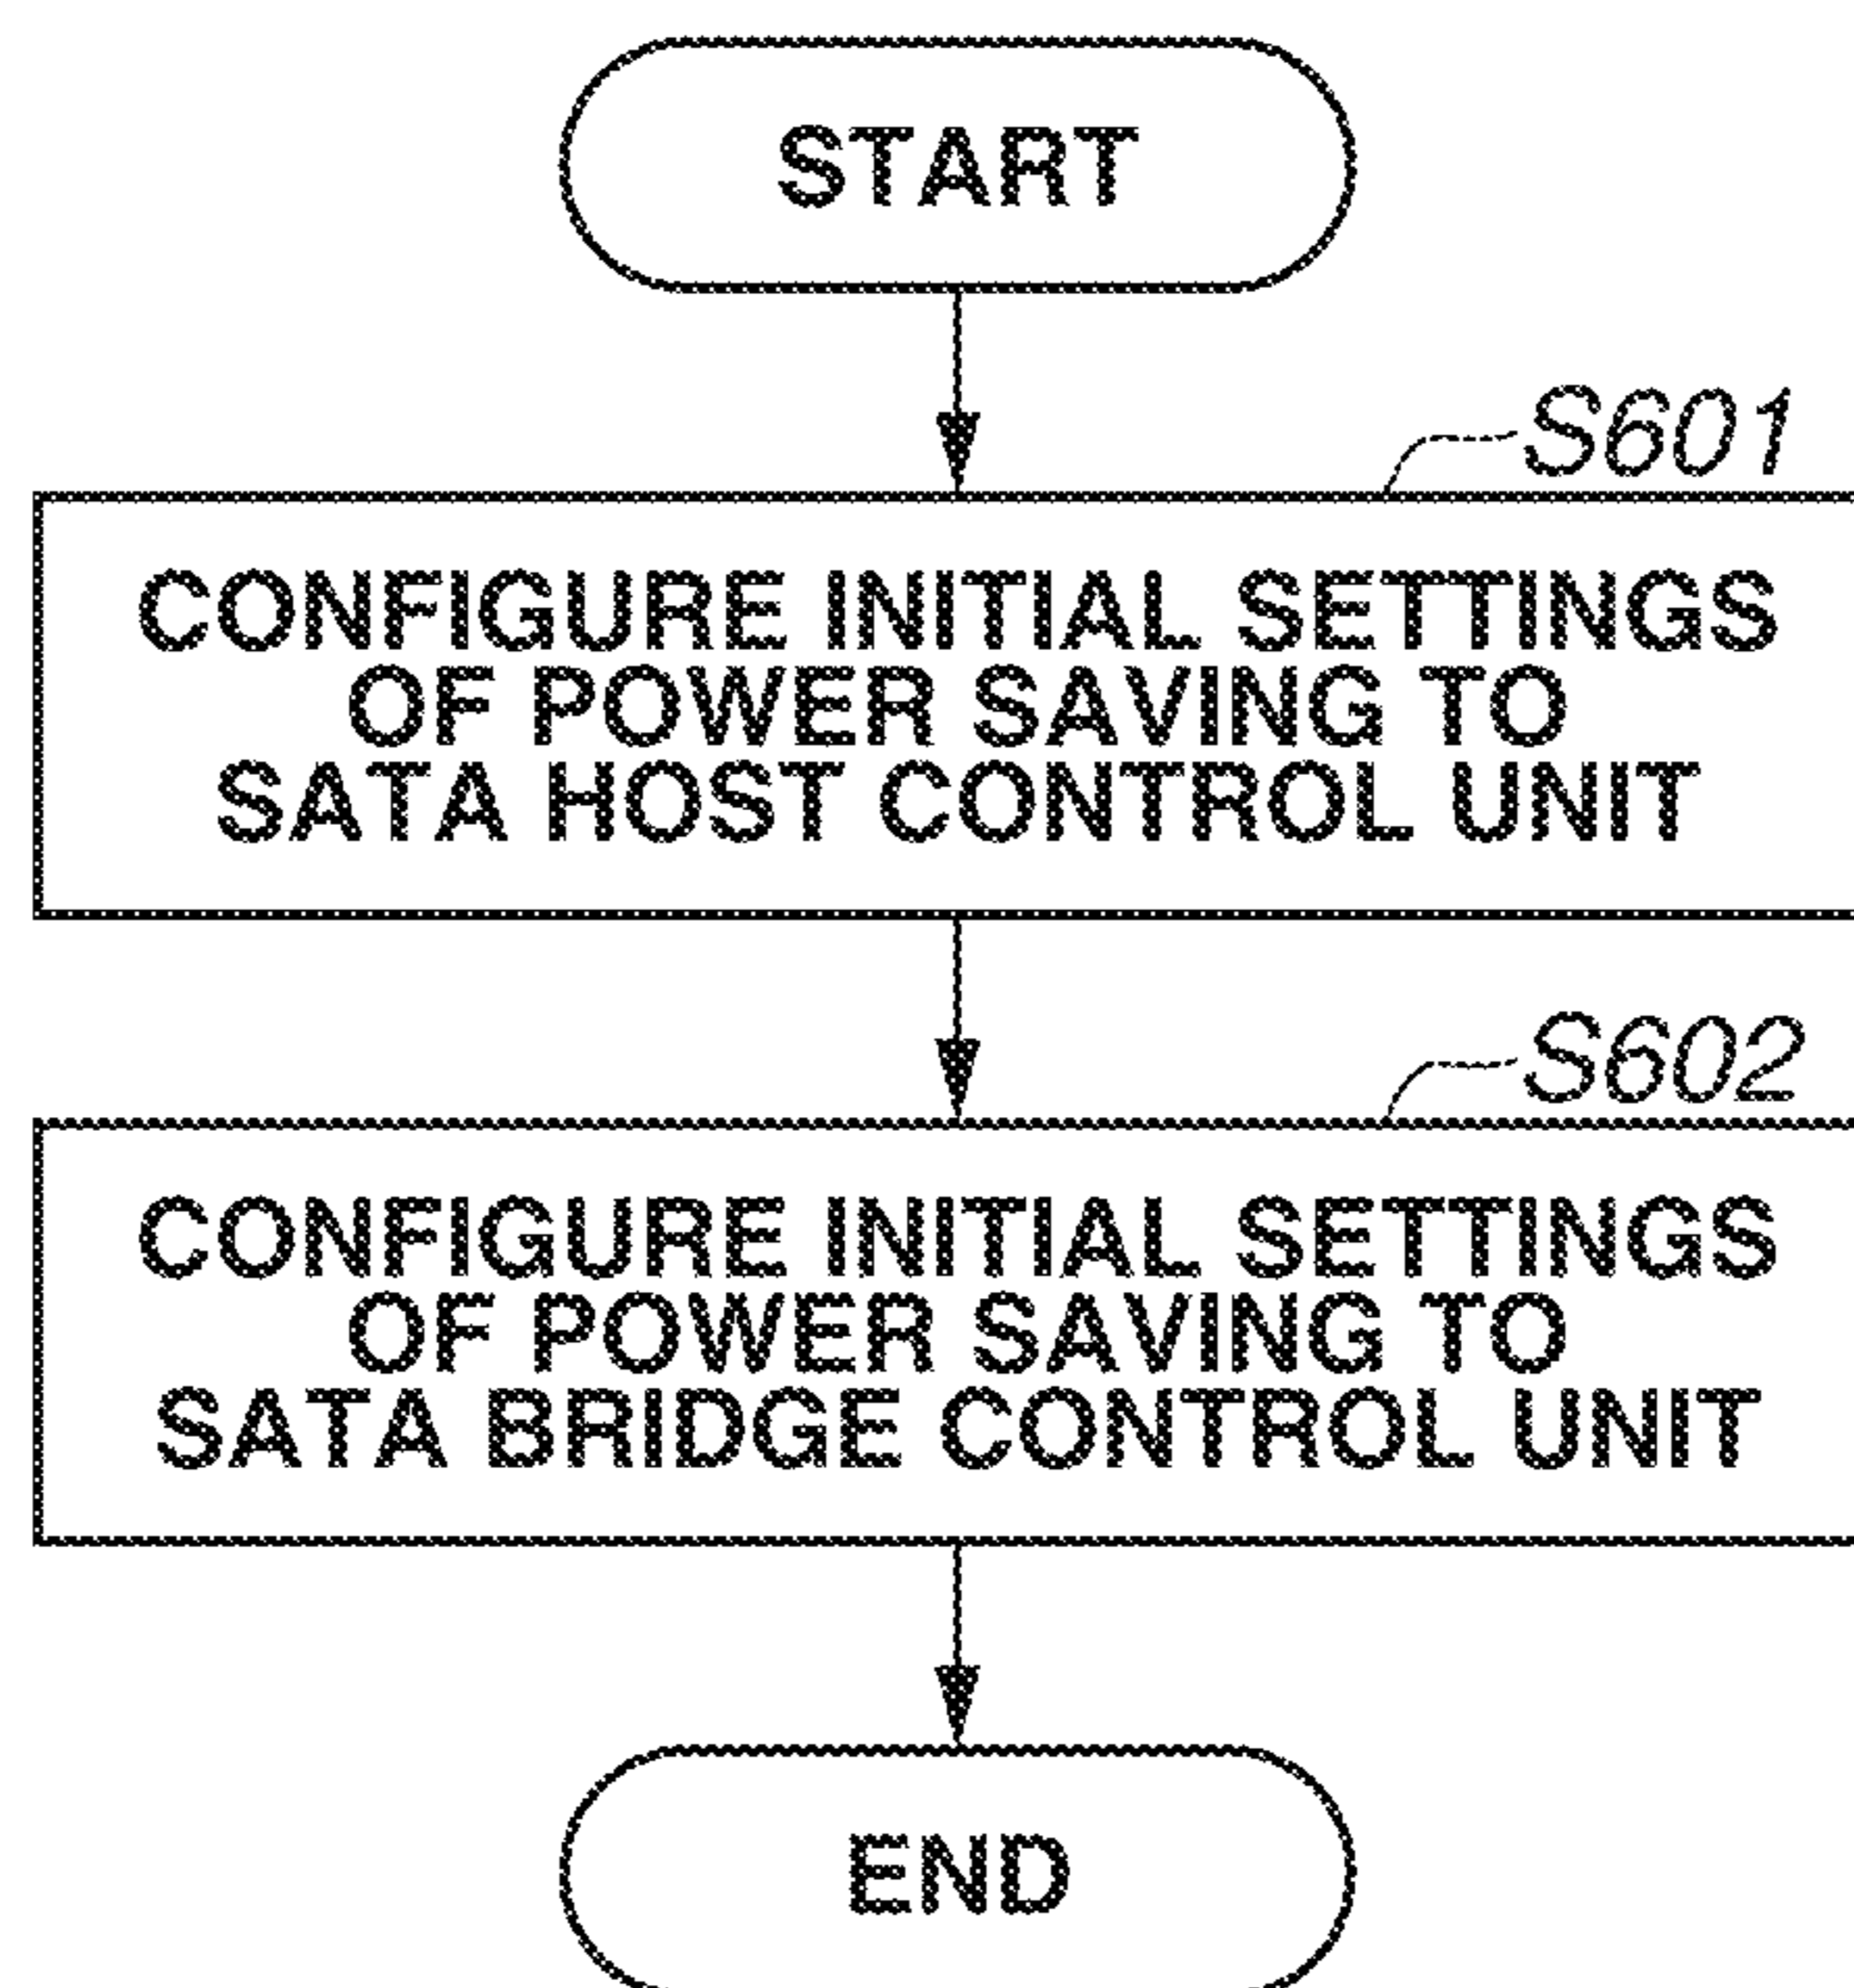 START
S601
CONFIGURE INITIAL SETTINGS
OF POWER SAVING TO
SATA HOST CONTROL UNIT
S602
CONFIGURE INITIAL SETTINGS
OF POWER SAVING TO
SATA BRIDGE CONTROL UNIT
END